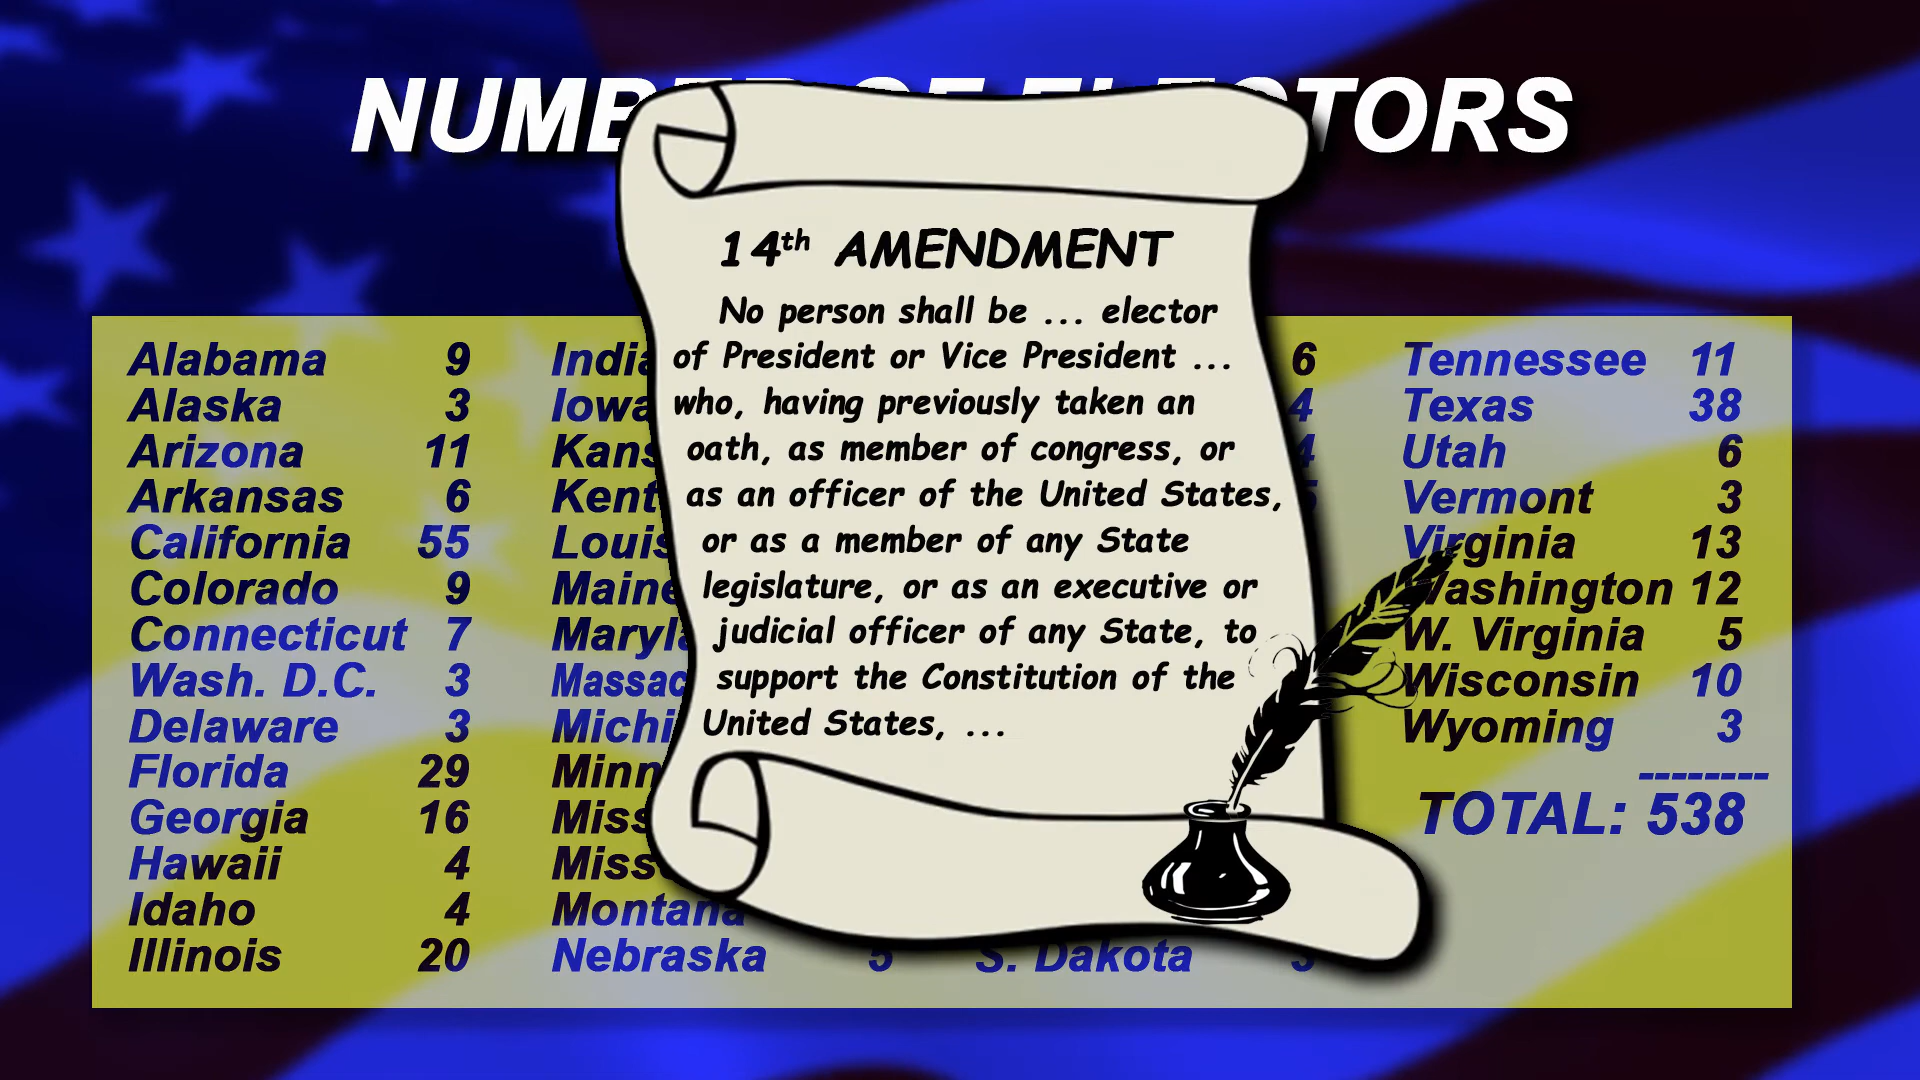 NUMBER OF ELECTORS
14th AMENDMENT
No person shall be ... elector
of President or Vice President ...
who, having previously taken an
oath, as member of congress, or
as an officer of the United States,
or as a member of any State
legislature, or as an executive or
judicial officer of any State, to
support the Constitution of the
United States, ...
Alabama 9
Alaska 3
Arizona 11
Arkansas 6
California 55
Colorado 9
Connecticut 7
Wash. D.C. 3
Delaware 3
Florida 29
Georgia 16
Hawaii 4
Idaho 4
Illinois 20
Iowa
Maine
Montana
Nebraska 5
6
4
4
S. Dakota 3
Tennessee 11
Texas 38
Utah 6
Vermont 3
Virginia 13
Washington 12
W. Virginia 5
Wisconsin 10
Wyoming 3
--------
TOTAL: 538